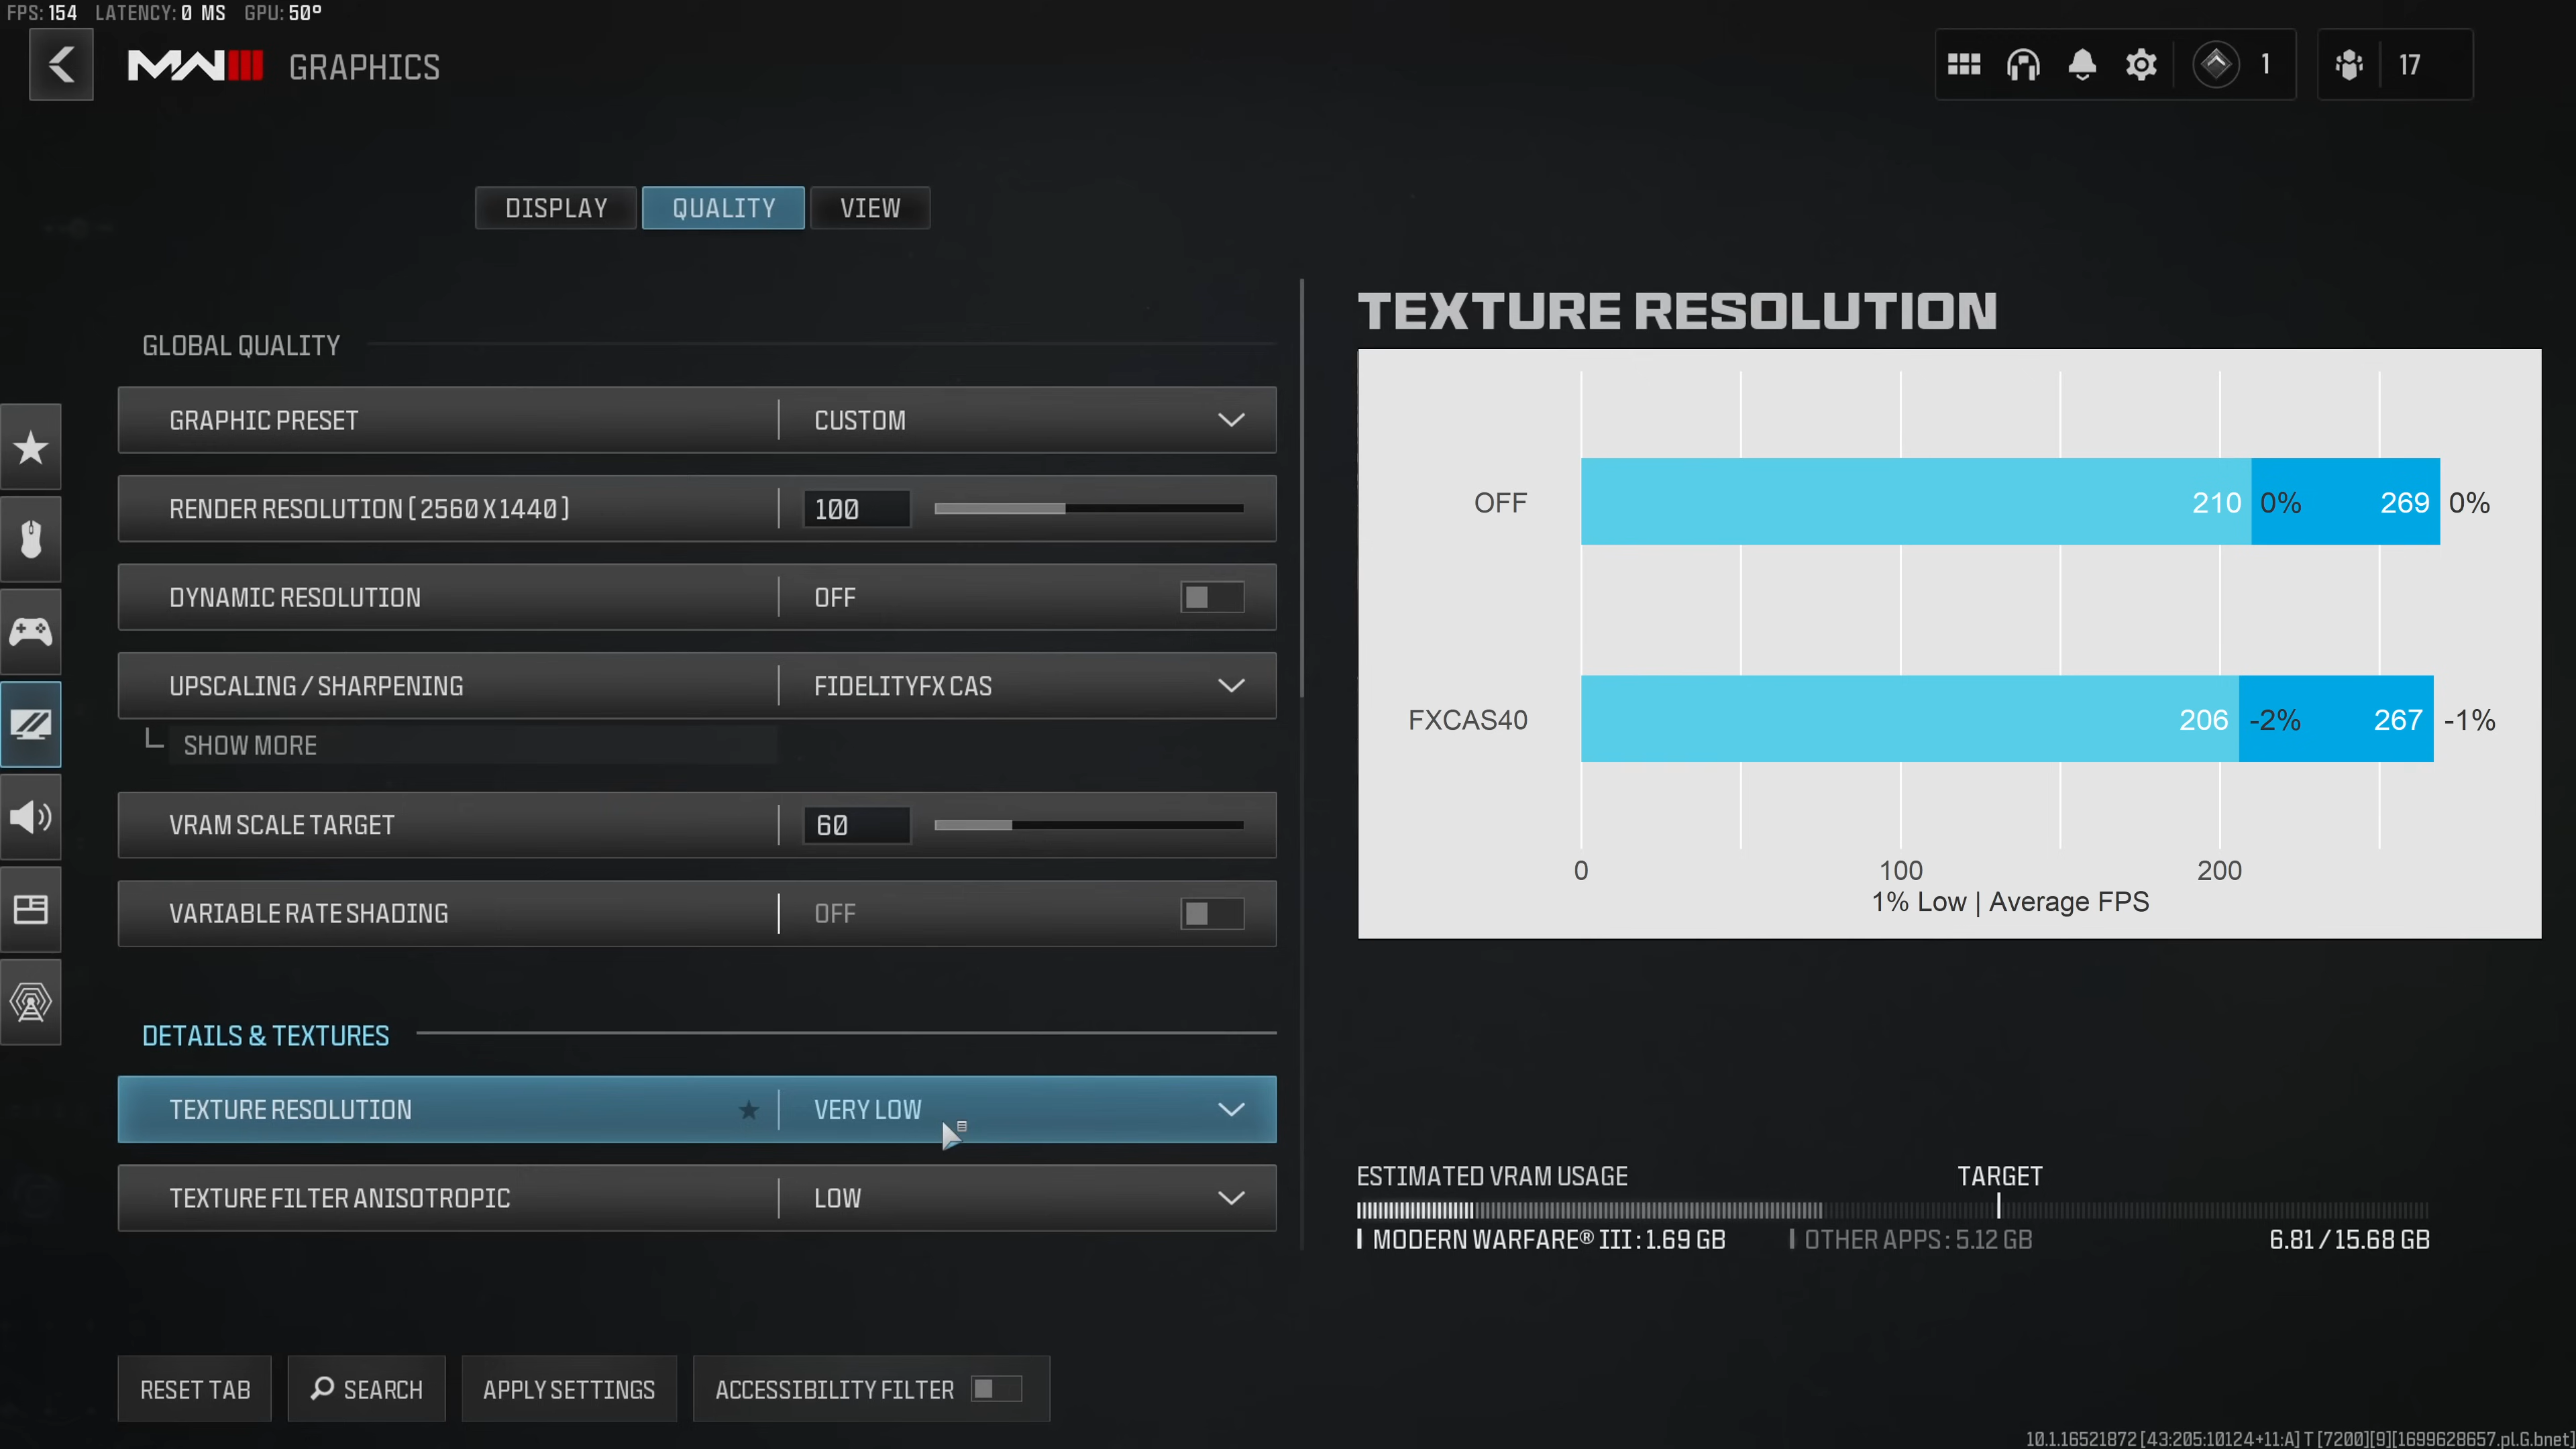 FPS: 154 LATENCY: 0 MS GPU: 50°
MWIII GRAPHICS
1
17
DISPLAY QUALITY VIEW
GLOBAL QUALITY
GRAPHIC PRESET CUSTOM
RENDER RESOLUTION [2560 X 1440] 100
DYNAMIC RESOLUTION OFF
UPSCALING / SHARPENING FIDELITYFX CAS
SHOW MORE
VRAM SCALE TARGET 60
VARIABLE RATE SHADING OFF
DETAILS & TEXTURES
TEXTURE RESOLUTION VERY LOW
TEXTURE FILTER ANISOTROPIC LOW
TEXTURE RESOLUTION
OFF 210 0% 269 0%
FXCAS40 206 -2% 267 -1%
0 100 200
1% Low | Average FPS
ESTIMATED VRAM USAGE TARGET
MODERN WARFARE® III : 1.69 GB OTHER APPS : 5.12 GB 6.81 / 15.68 GB
RESET TAB SEARCH APPLY SETTINGS ACCESSIBILITY FILTER
10.1.16521872 [43:205:10124+11:A] T [7200][9][1699628657.pl.G.bnet]